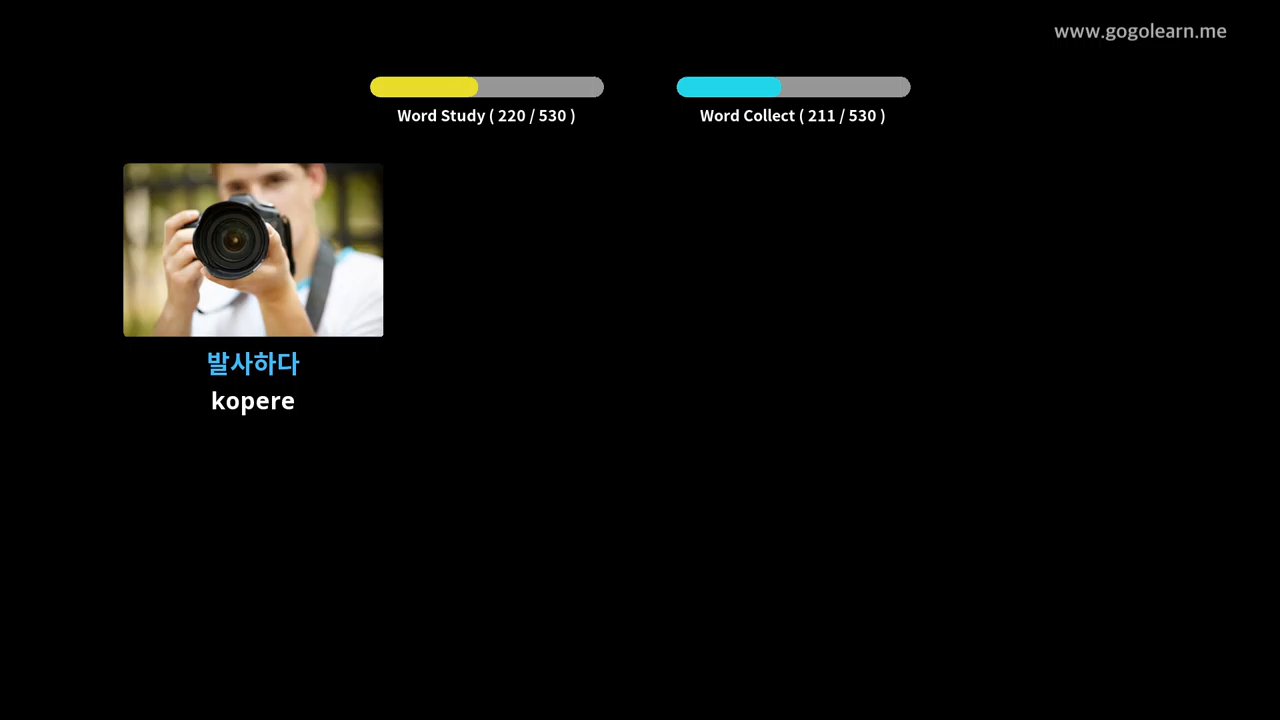 www.gogolearn.me
Word Study ( 220 / 530 )
Word Collect ( 211 / 530 )
발사하다
kopere